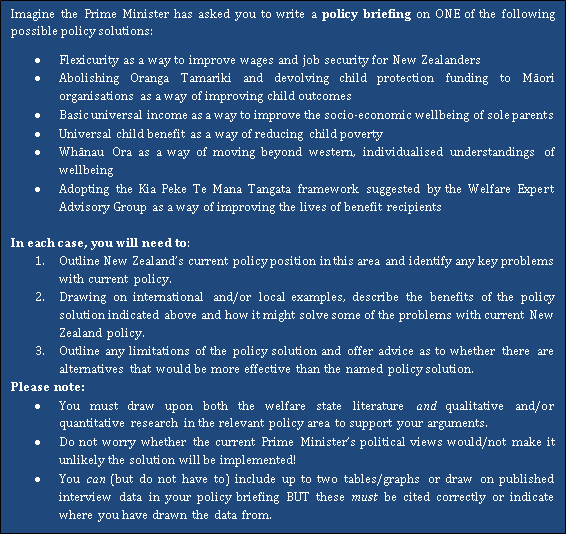 Imagine the Prime Minister has asked you to write a policy briefing on ONE of the following
possible policy solutions:
• Flexicurity as a way to improve wages and job security for New Zealanders
• Abolishing Oranga Tamariki and devolving child protection funding to Māori
organisations as a way of improving child outcomes
• Basic universal income as a way to improve the socio-economic wellbeing of sole parents
• Universal child benefit as a way of reducing child poverty
• Whānau Ora as a way of moving beyond western, individualised understandings of
wellbeing
• Adopting the Kia Peke Te Mana Tangata framework suggested by the Welfare Expert
Advisory Group as a way of improving the lives of benefit recipients
In each case, you will need to:
1. Outline New Zealand's current policy position in this area and identify any key problems
with current policy.
2. Drawing on international and/or local examples, describe the benefits of the policy
solution indicated above and how it might solve some of the problems with current New
Zealand policy.
3. Outline any limitations of the policy solution and offer advice as to whether there are
alternatives that would be more effective than the named policy solution.
Please note:
• You must draw upon both the welfare state literature and qualitative and/or
quantitative research in the relevant policy area to support your arguments.
• Do not worry whether the current Prime Minister's political views would/not make it
unlikely the solution will be implemented!
• You can (but do not have to) include up to two tables/graphs or draw on published
interview data in your policy briefing BUT these must be cited correctly or indicate
where you have drawn the data from.